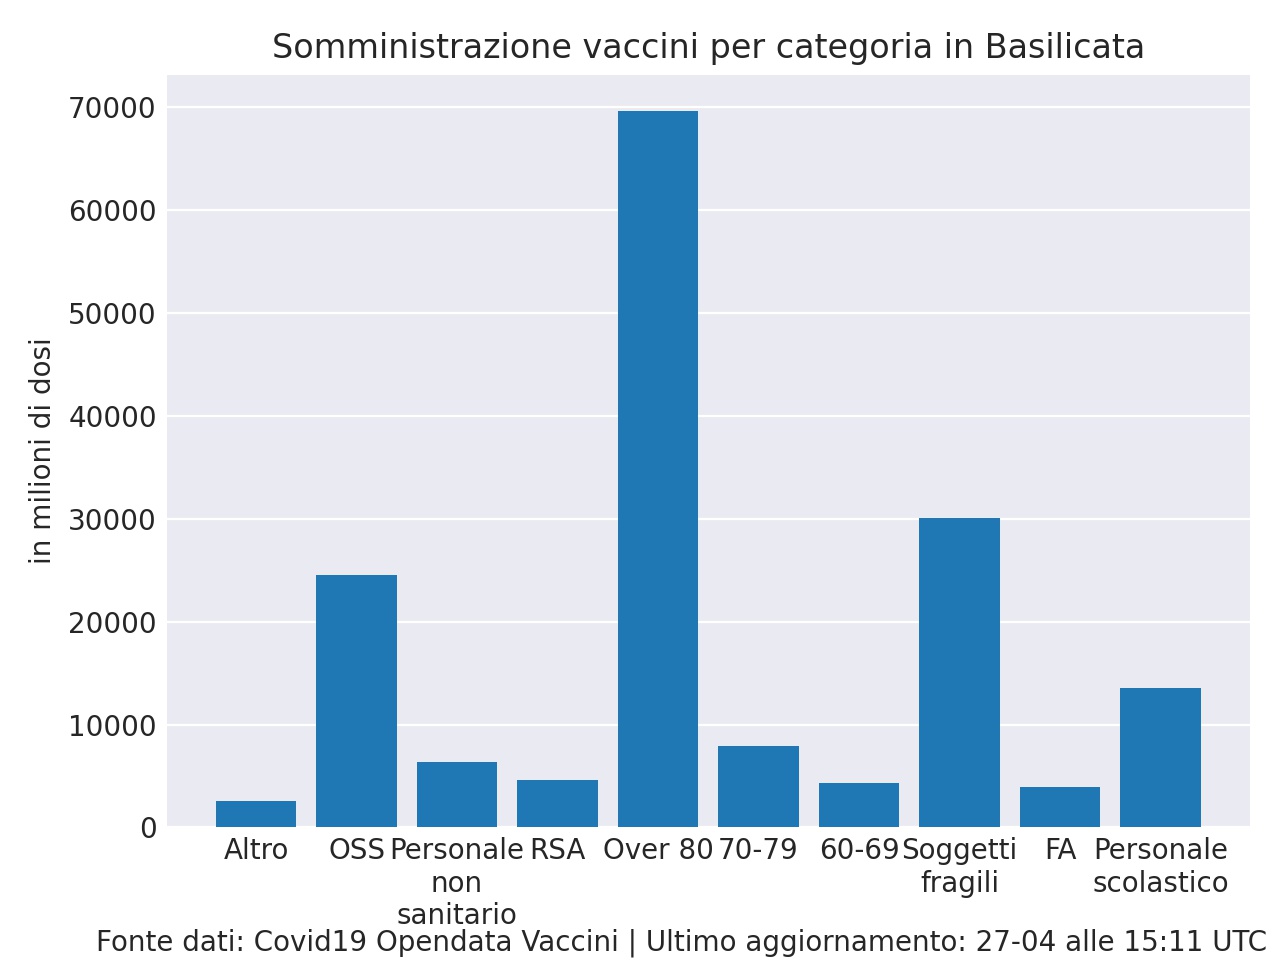 Somministrazione vaccini per categoria in Basilicata
in milioni di dosi
70000
60000
50000
40000
30000
20000
10000
0
Altro
OSS
Personale
non
sanitario
RSA
Over 80
70-79
60-69
Soggetti
fragili
FA
Personale
scolastico
Fonte dati: Covid19 Opendata Vaccini | Ultimo aggiornamento: 27-04 alle 15:11 UTC